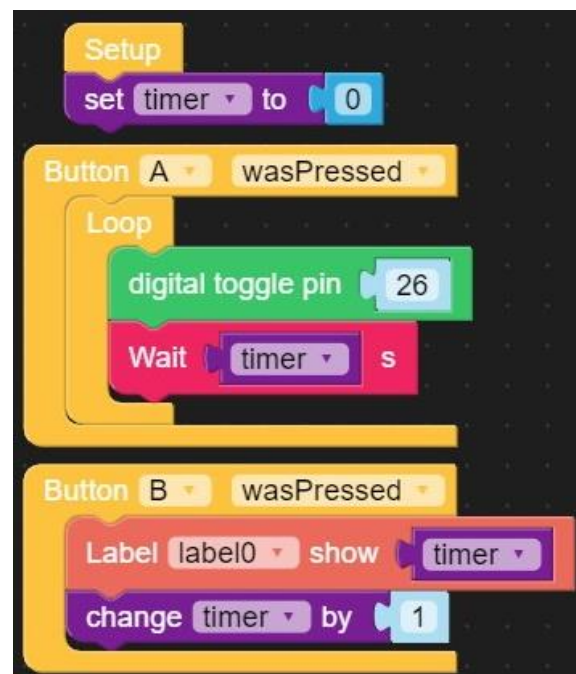 Setup
set timer to 0
Button A wasPressed
Loop
digital toggle pin 26
Wait timer s
Button B wasPressed
Label label0 show timer
change timer by 1